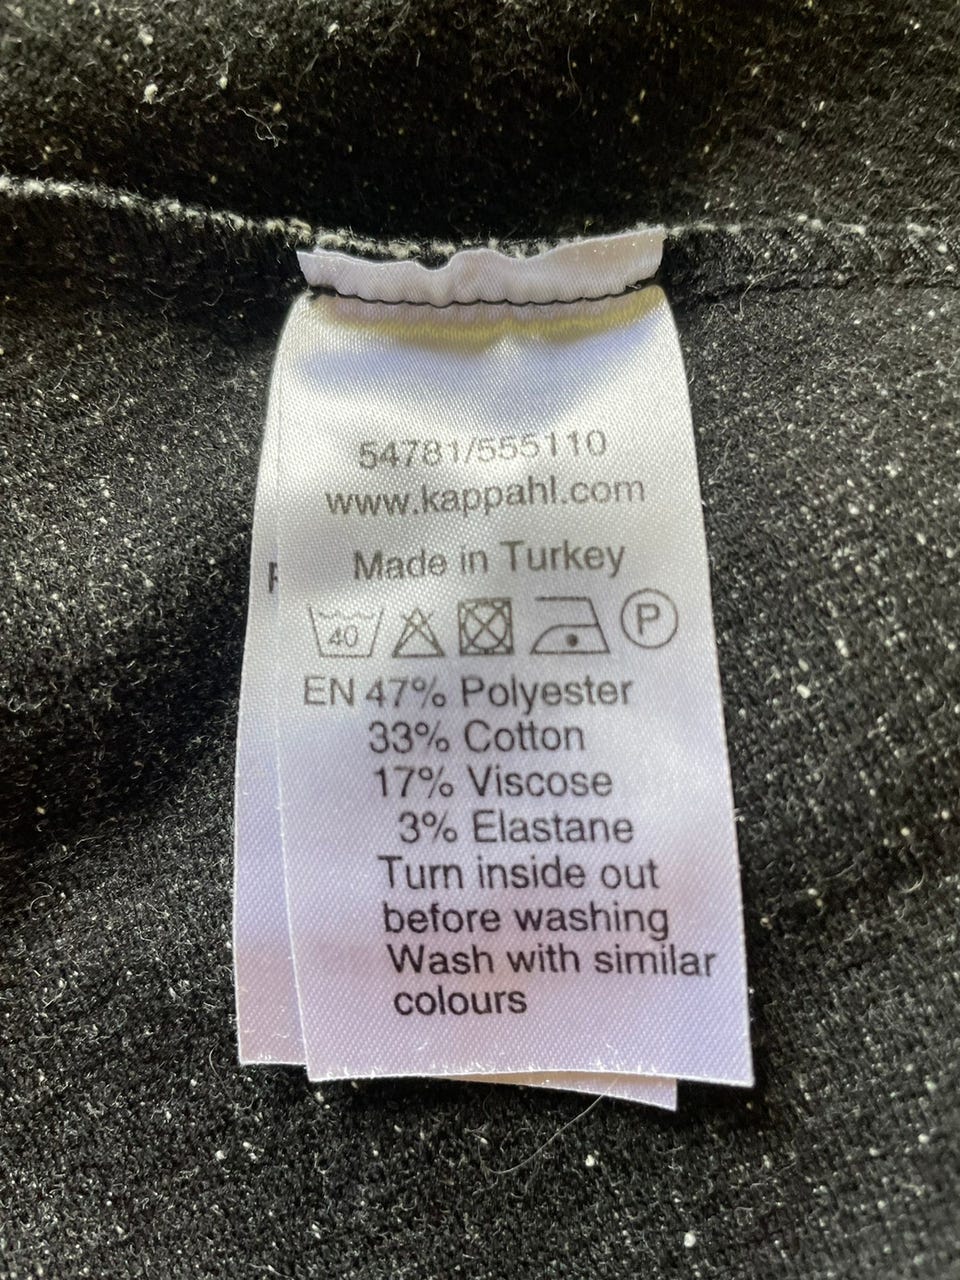 54781/555110
www.kappahl.com
Made in Turkey
40 P
EN 47% Polyester
33% Cotton
17% Viscose
3% Elastane
Turn inside out
before washing
Wash with similar
colours